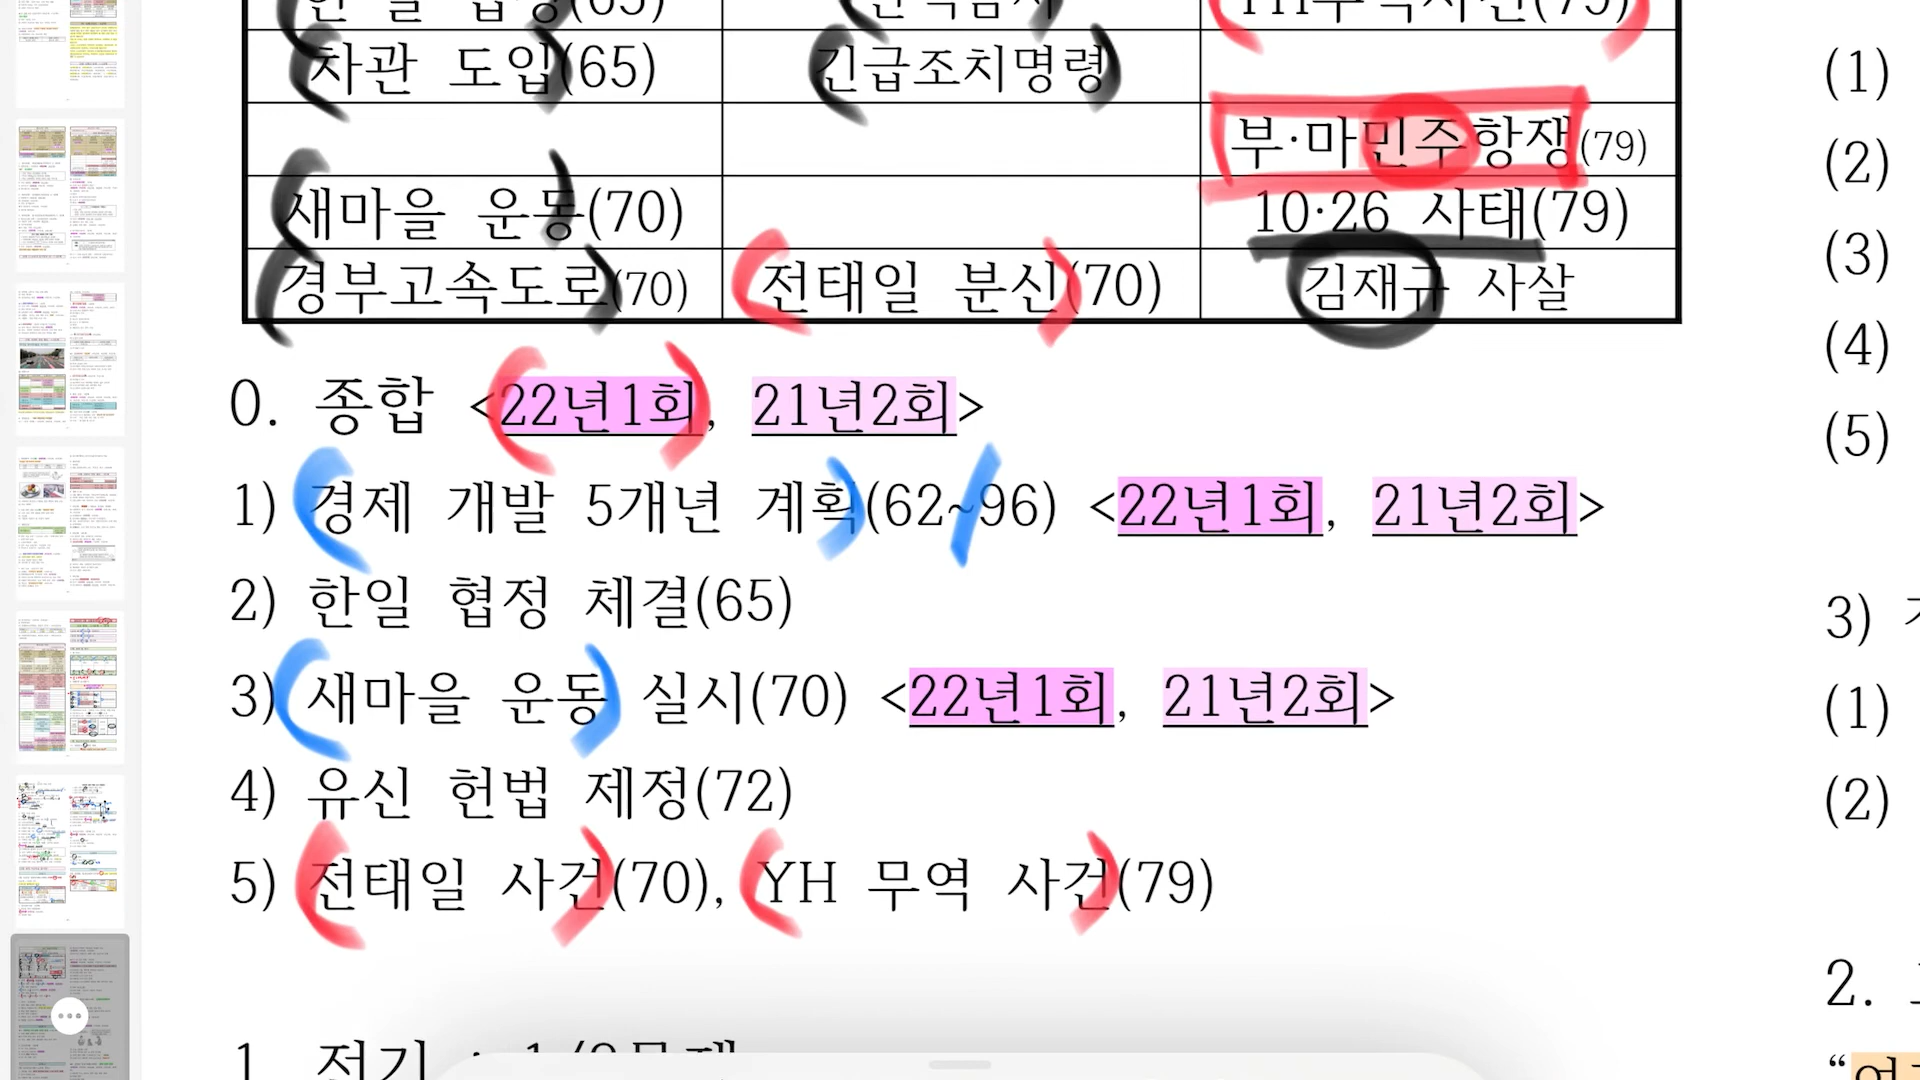 차관 도입(65) 긴급조치명령
부·마민주항쟁(79)
새마을 운동(70) 10·26 사태(79)
경부고속도로(70) 전태일 분신(70) 김재규 사살
0. 종합 <22년1회, 21년2회>
1) 경제 개발 5개년 계획(62~96) <22년1회, 21년2회>
2) 한일 협정 체결(65)
3) 새마을 운동 실시(70) <22년1회, 21년2회>
4) 유신 헌법 제정(72)
5) 전태일 사건(70), YH 무역 사건(79)
(1)
(2)
(3)
(4)
(5)
3)
(1)
(2)
2.